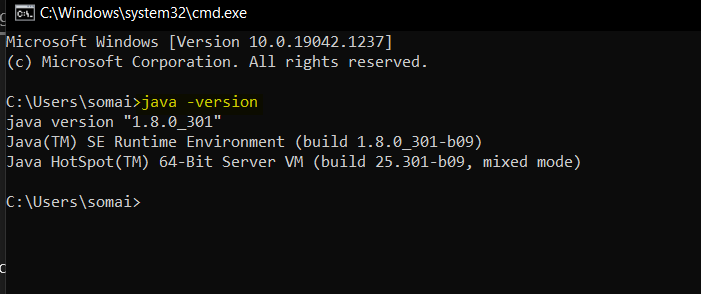 C:\Windows\system32\cmd.exe
Microsoft Windows [Version 10.0.19042.1237]
(c) Microsoft Corporation. All rights reserved.
C:\Users\somai>java -version
java version "1.8.0_301"
Java(TM) SE Runtime Environment (build 1.8.0_301-b09)
Java HotSpot(TM) 64-Bit Server VM (build 25.301-b09, mixed mode)
C:\Users\somai>